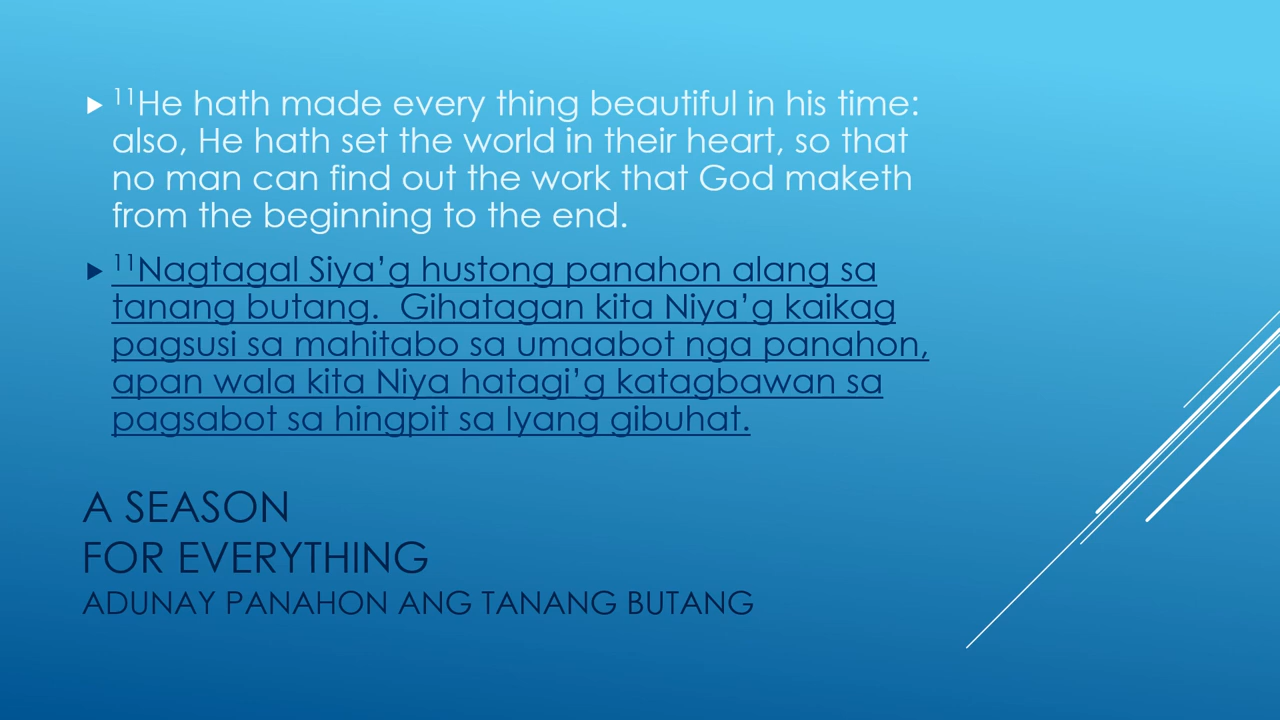 ¹¹He hath made every thing beautiful in his time:
also, He hath set the world in their heart, so that
no man can find out the work that God maketh
from the beginning to the end.
¹¹Nagtagal Siya’g hustong panahon alang sa
tanang butang.  Gihatagan kita Niya’g kaikag
pagsusi sa mahitabo sa umaabot nga panahon,
apan wala kita Niya hatagi’g katagbawan sa
pagsabot sa hingpit sa Iyang gibuhat.
A SEASON
FOR EVERYTHING
ADUNAY PANAHON ANG TANANG BUTANG